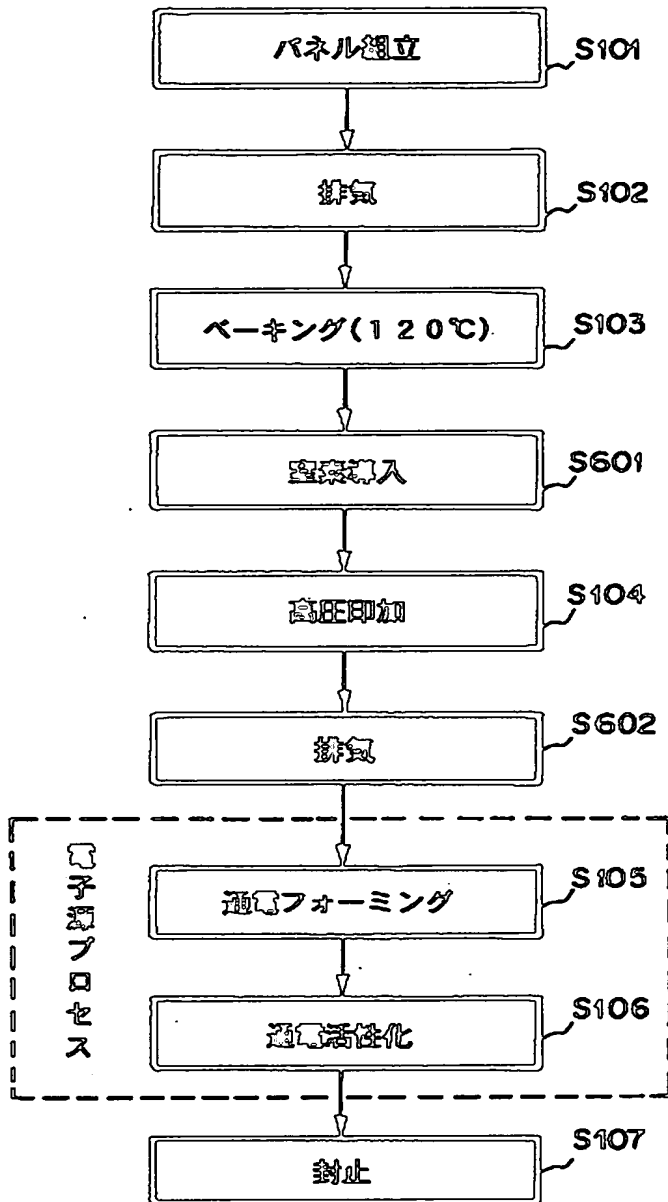 パネル組立
S101
排気
S102
ベーキング(120℃)
S103
窒素導入
S601
高圧印加
S104
排気
S602
電子源プロセス
通電フォーミング
S105
通電活性化
S106
封止
S107